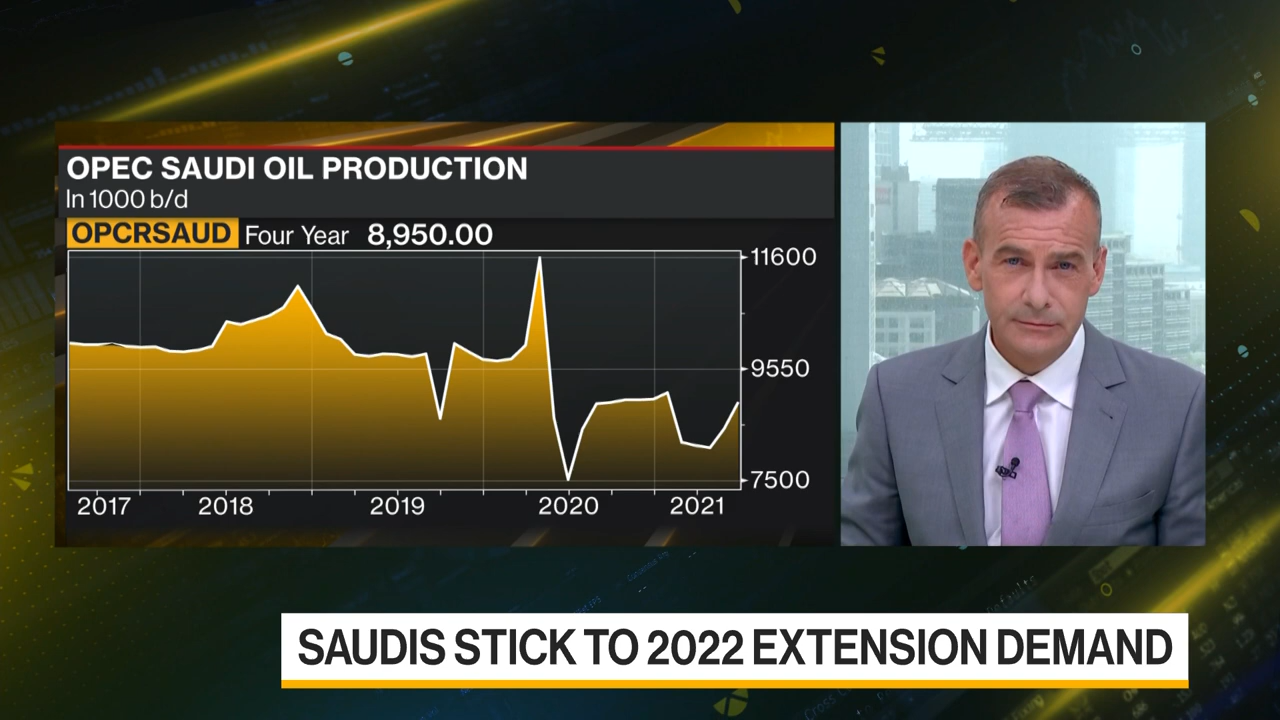 OPEC SAUDI OIL PRODUCTION
In 1000 b/d
OPCRSAUD Four Year 8,950.00
11600
9550
7500
2017 2018 2019 2020 2021
SAUDIS STICK TO 2022 EXTENSION DEMAND